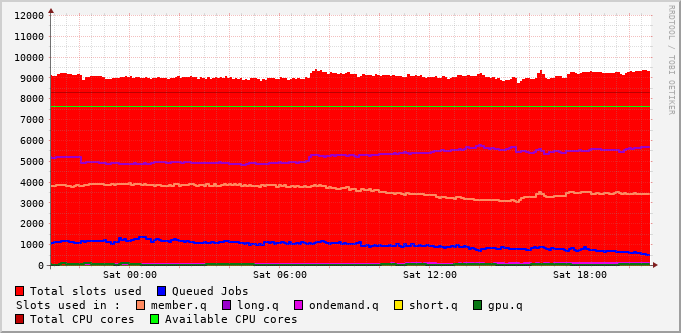 RRDTOOL / TOBI OETIKER
12000
11000
10000
9000
8000
7000
6000
5000
4000
3000
2000
1000
0
Sat 00:00 Sat 06:00 Sat 12:00 Sat 18:00
Total slots used Queued Jobs
Slots used in : member.q long.q ondemand.q short.q gpu.q
Total CPU cores Available CPU cores